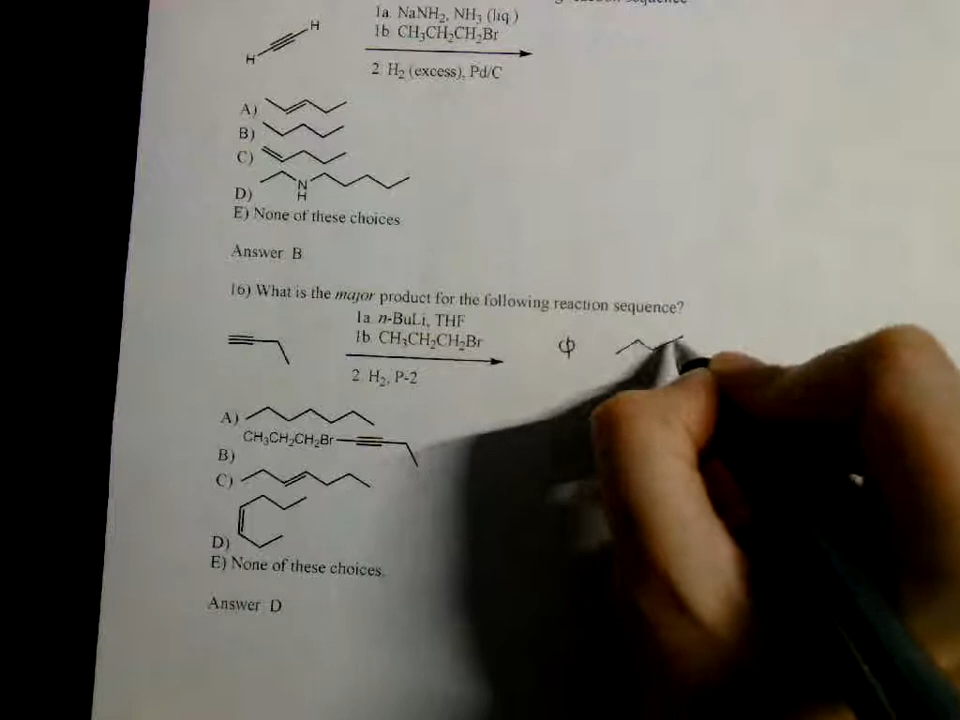 sequence
1a. NaNH2, NH3 (liq.)
1b. CH3CH2CH2Br
H
H
2. H2 (excess), Pd/C
A)
B)
C)
N
H
D)
E) None of these choices.
Answer B
16) What is the major product for the following reaction sequence?
1a. n-BuLi, THF
1b. CH3CH2CH2Br
2. H2, P-2
A)
CH3CH2CH2Br
B)
C)
D)
E) None of these choices.
Answer D